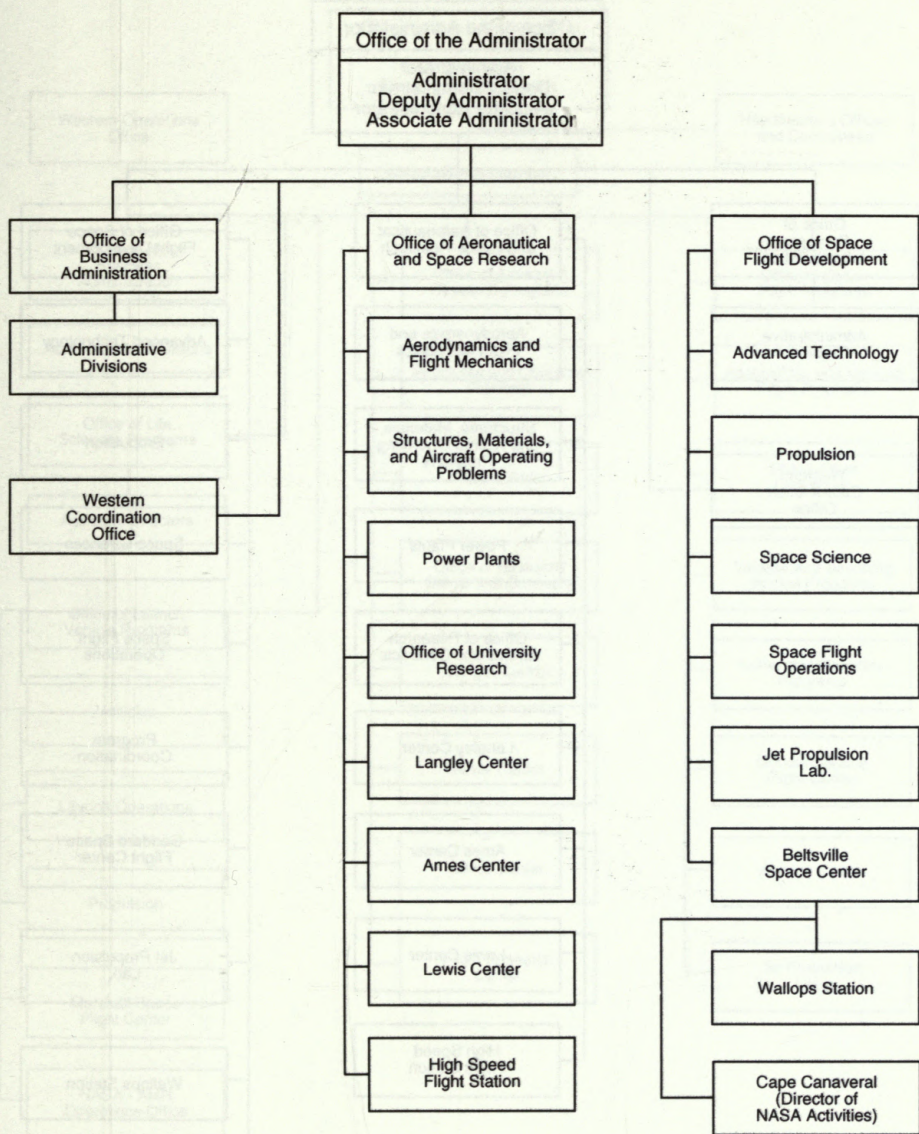 Office of the Administrator
Administrator
Deputy Administrator
Associate Administrator
Office of
Business
Administration
Administrative
Divisions
Western
Coordination
Office
Office of Aeronautical
and Space Research
Aerodynamics and
Flight Mechanics
Structures, Materials,
and Aircraft Operating
Problems
Power Plants
Office of University
Research
Langley Center
Ames Center
Lewis Center
High Speed
Flight Station
Office of Space
Flight Development
Advanced Technology
Propulsion
Space Science
Space Flight
Operations
Jet Propulsion
Lab.
Beltsville
Space Center
Wallops Station
Cape Canaveral
(Director of
NASA Activities)